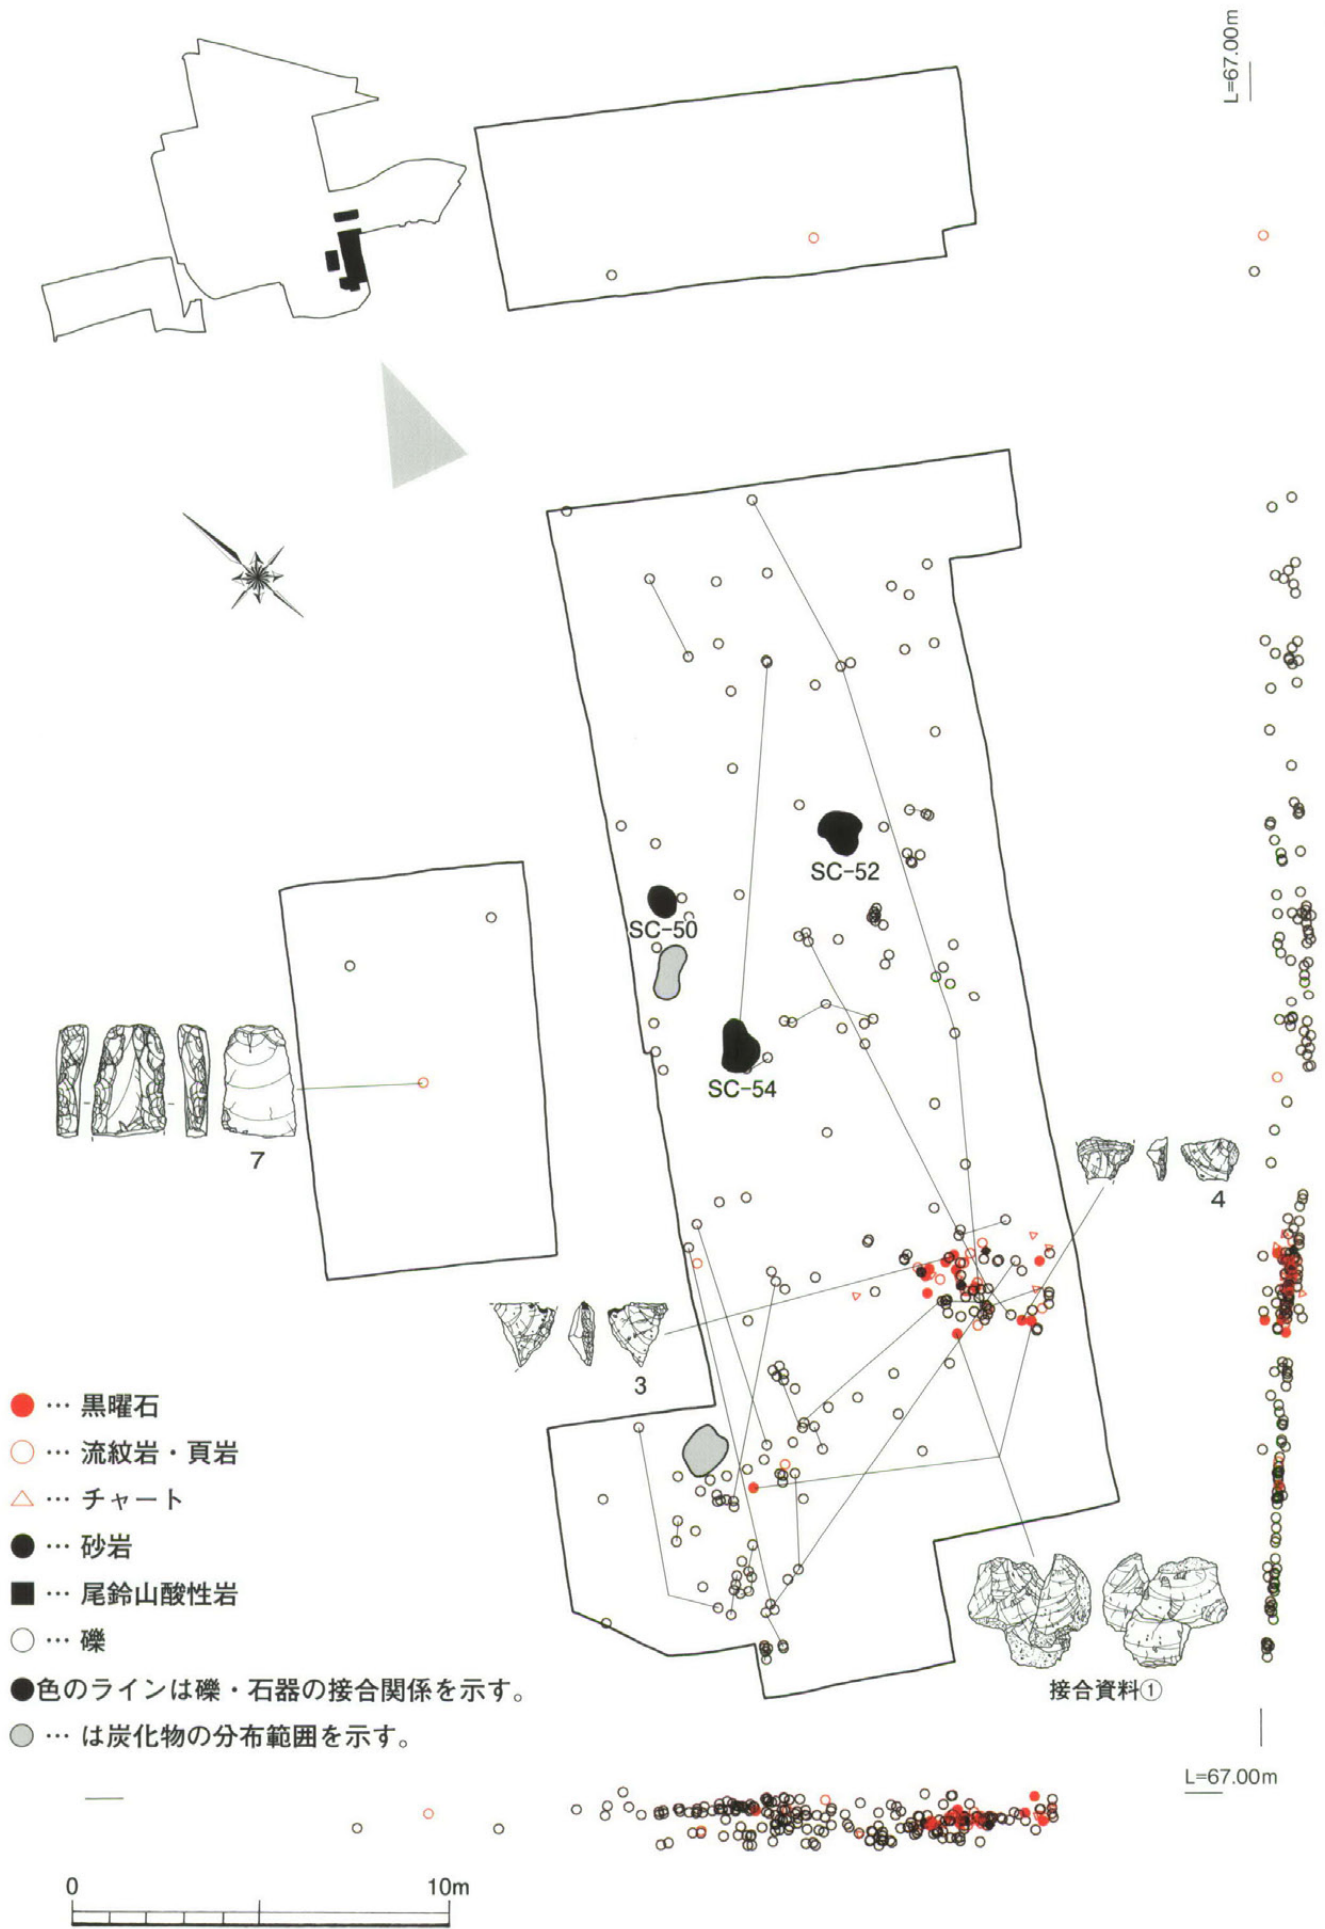 L=67.00m
SC-52
SC-50
SC-54
7
4
3
● … 黒曜石
○ … 流紋岩・頁岩
△ … チャート
● … 砂岩
■ … 尾鈴山酸性岩
○ … 礫
●色のラインは礫・石器の接合関係を示す。
● … は炭化物の分布範囲を示す。
接合資料①
L=67.00m
0 10m